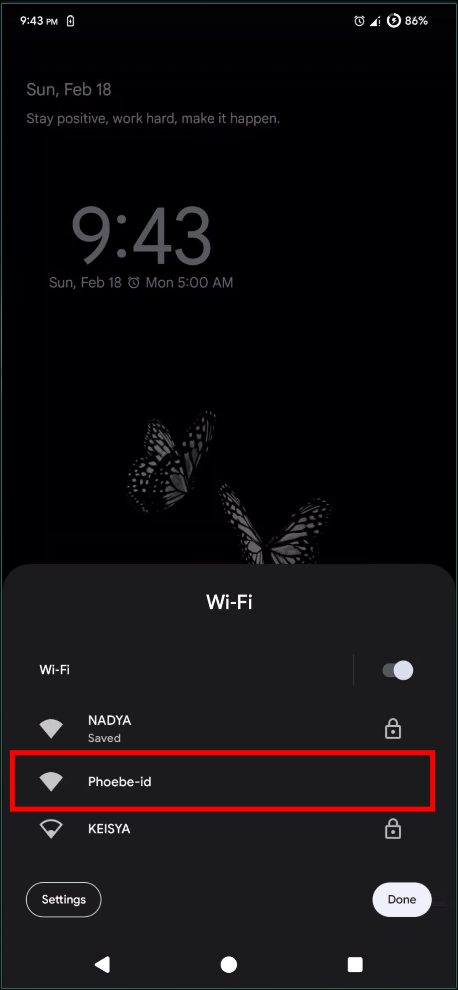 9:43 PM
86%
Sun, Feb 18
Stay positive, work hard, make it happen.
9:43
Sun, Feb 18 Mon 5:00 AM
Wi-Fi
Wi-Fi
NADYA
Saved
Phoebe-id
KEISYA
Settings
Done